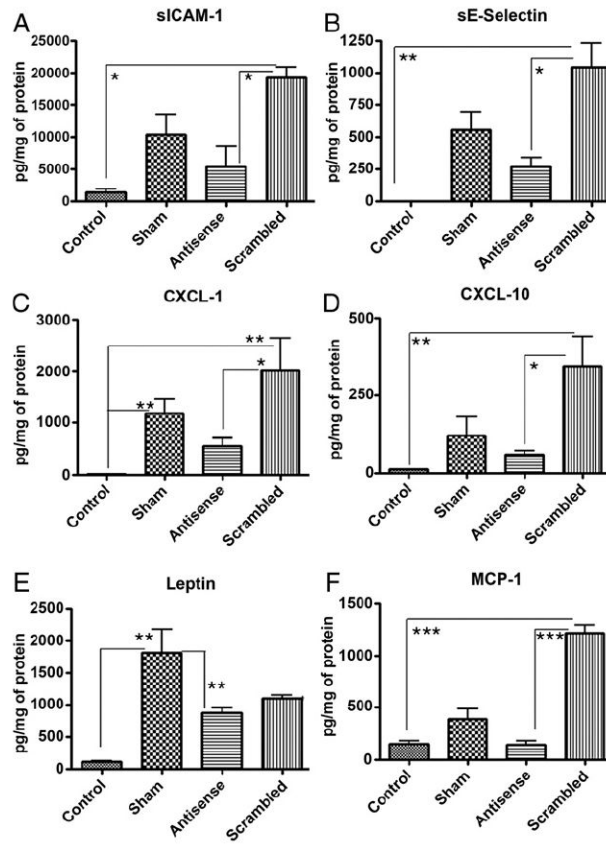 A
sICAM-1
pg/mg of protein
25000
20000
15000
10000
5000
0
*
*
Control
Sham
Antisense
Scrambled
B
sE-Selectin
pg/mg of protein
1250
1000
750
500
250
0
**
*
Control
Sham
Antisense
Scrambled
C
CXCL-1
pg/mg of protein
3000
2000
1000
0
**
**
*
Control
Sham
Antisense
Scrambled
D
CXCL-10
pg/mg of protein
500
250
0
**
*
Control
Sham
Antisense
Scrambled
E
Leptin
pg/mg of protein
2500
2000
1500
1000
500
0
**
**
Control
Sham
Antisense
Scrambled
F
MCP-1
pg/mg of protein
1500
1000
500
0
***
***
Control
Sham
Antisense
Scrambled